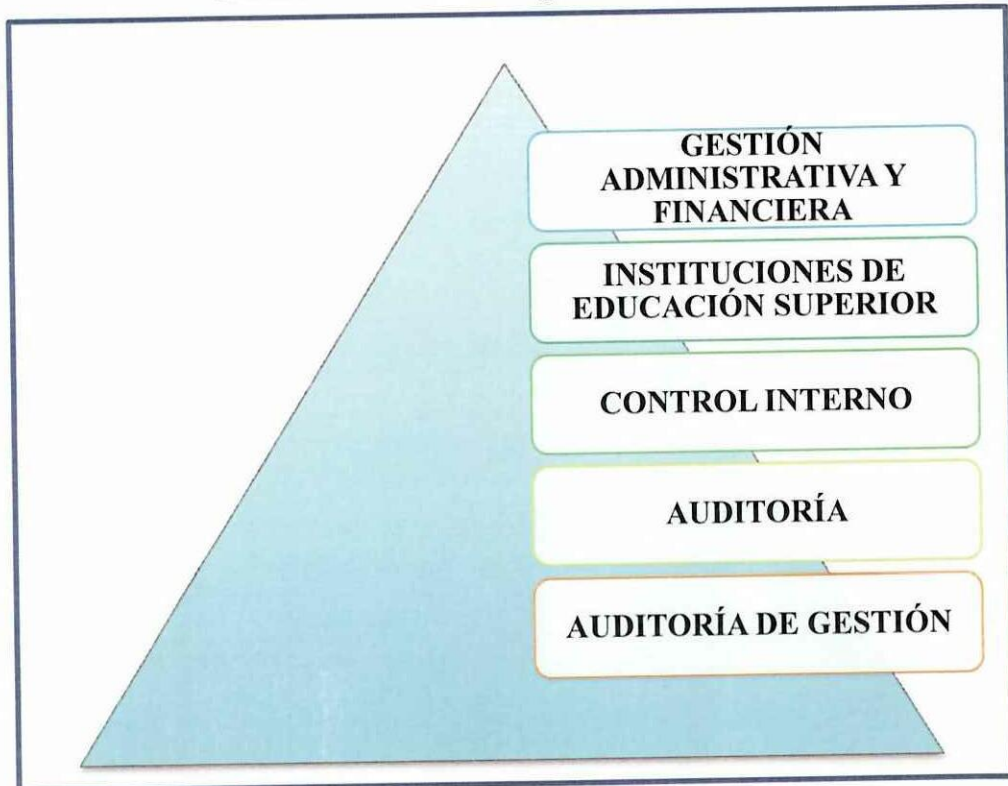 GESTIÓN
ADMINISTRATIVA Y
FINANCIERA
INSTITUCIONES DE
EDUCACIÓN SUPERIOR
CONTROL INTERNO
AUDITORÍA
AUDITORÍA DE GESTIÓN